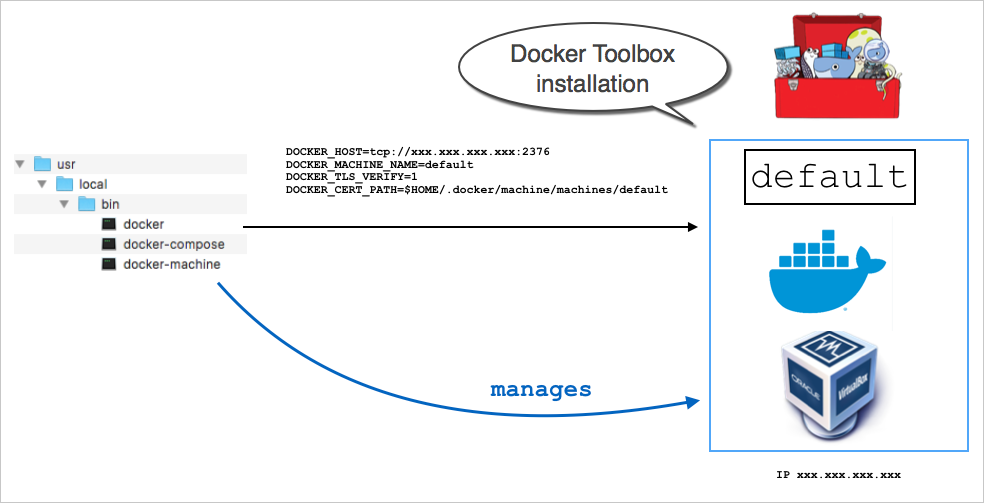 Docker Toolbox
installation
DOCKER_HOST=tcp://xxx.xxx.xxx.xxx:2376
DOCKER_MACHINE_NAME=default
DOCKER_TLS_VERIFY=1
DOCKER_CERT_PATH=$HOME/.docker/machine/machines/default
usr
local
bin
docker
docker-compose
docker-machine
default
manages
ORACLE
VirtualBox
IP xxx.xxx.xxx.xxx